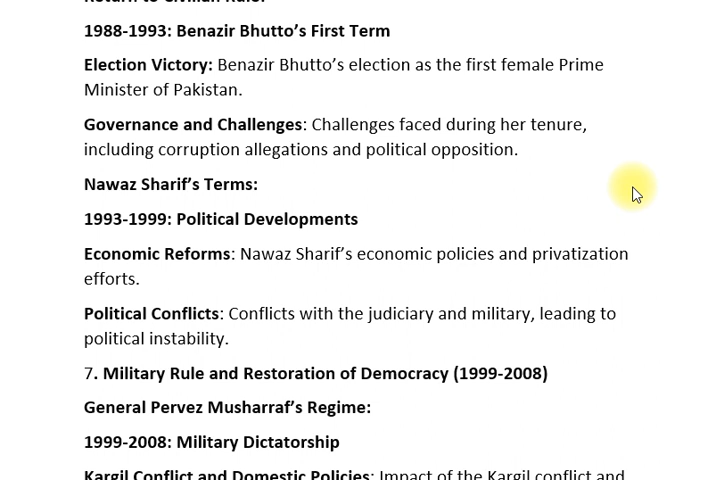 Return to Civilian Rule:
1988-1993: Benazir Bhutto’s First Term
Election Victory: Benazir Bhutto’s election as the first female Prime
Minister of Pakistan.
Governance and Challenges: Challenges faced during her tenure,
including corruption allegations and political opposition.
Nawaz Sharif’s Terms:
1993-1999: Political Developments
Economic Reforms: Nawaz Sharif’s economic policies and privatization
efforts.
Political Conflicts: Conflicts with the judiciary and military, leading to
political instability.
7. Military Rule and Restoration of Democracy (1999-2008)
General Pervez Musharraf’s Regime:
1999-2008: Military Dictatorship
Kargil Conflict and Domestic Policies: Impact of the Kargil conflict and